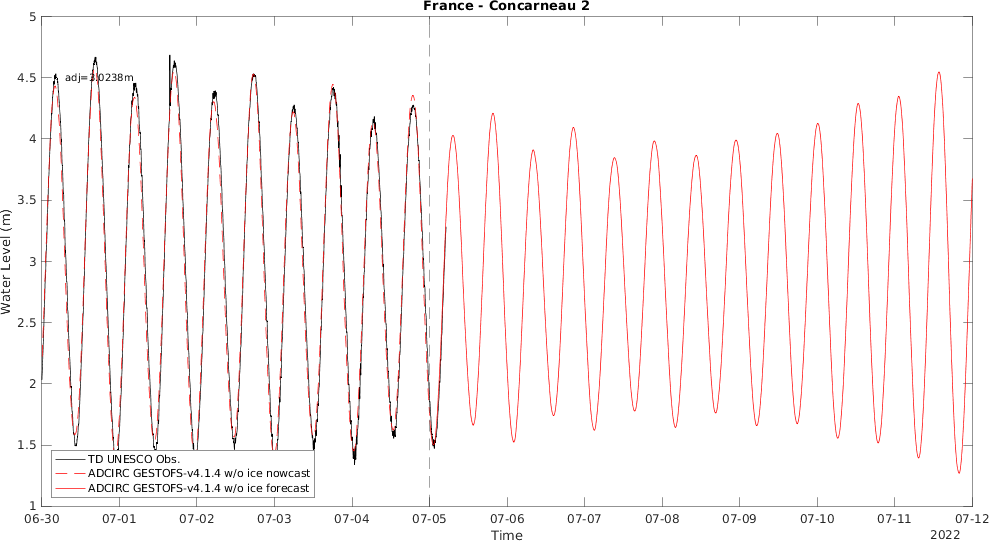 France - Concarneau 2
Water Level (m)
5
4.5
4
3.5
3
2.5
2
1.5
1
adj=3.0238m
TD UNESCO Obs.
ADCIRC GESTOFS-v4.1.4 w/o ice nowcast
ADCIRC GESTOFS-v4.1.4 w/o ice forecast
06-30 07-01 07-02 07-03 07-04 07-05 07-06 07-07 07-08 07-09 07-10 07-11 07-12
Time
2022